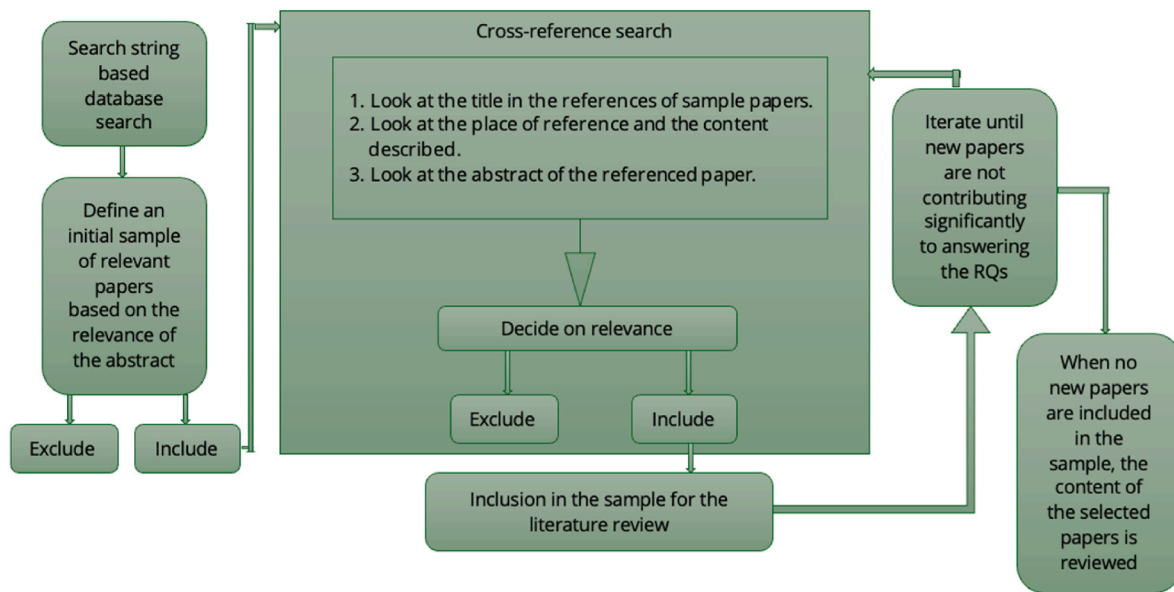 Search string
based
database
search
Define an
initial sample
of relevant
papers
based on the
relevance of
the abstract
Exclude
Include
Cross-reference search
1. Look at the title in the references of sample papers.
2. Look at the place of reference and the content
described.
3. Look at the abstract of the referenced paper.
Decide on relevance
Exclude
Include
Inclusion in the sample for the
literature review
Iterate until
new papers
are not
contributing
significantly
to answering
the RQs
When no
new papers
are included
in the
sample, the
content of
the selected
papers is
reviewed